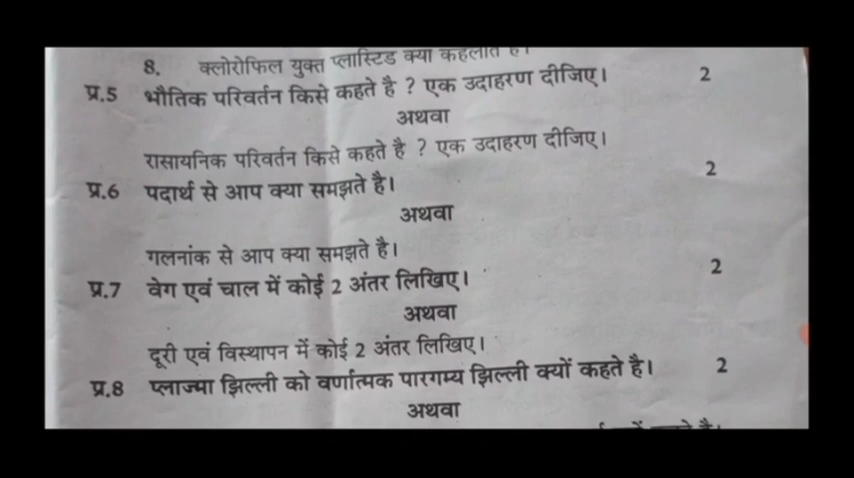 8. क्लोरोफिल युक्त प्लास्टिड क्या कहलाते है।
प्र.5 भौतिक परिवर्तन किसे कहते है ? एक उदाहरण दीजिए। 2
अथवा
रासायनिक परिवर्तन किसे कहते है ? एक उदाहरण दीजिए।
प्र.6 पदार्थ से आप क्या समझते है। 2
अथवा
गलनांक से आप क्या समझते है।
प्र.7 वेग एवं चाल में कोई 2 अंतर लिखिए। 2
अथवा
दूरी एवं विस्थापन में कोई 2 अंतर लिखिए।
प्र.8 प्लाज्मा झिल्ली को वर्णात्मक पारगम्य झिल्ली क्यों कहते है। 2
अथवा